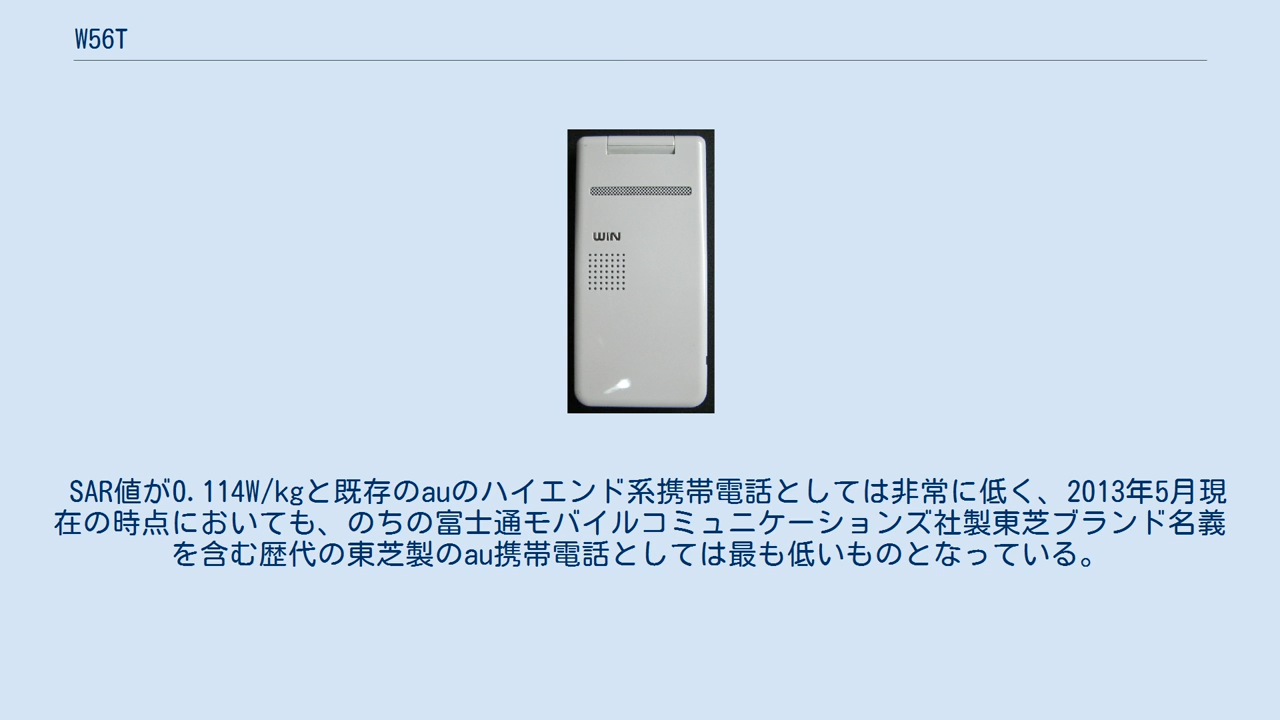 W56T
WIN
SAR値が0.114W/kgと既存のauのハイエンド系携帯電話としては非常に低く、2013年5月現
在の時点においても、のちの富士通モバイルコミュニケーションズ社製東芝ブランド名義
を含む歴代の東芝製のau携帯電話としては最も低いものとなっている。